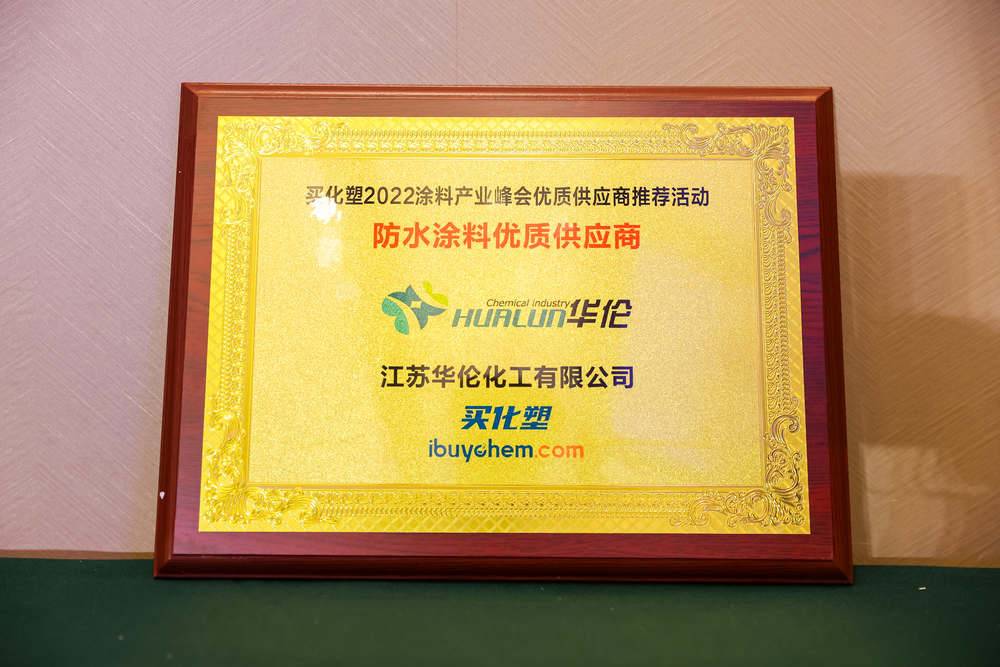 买化塑2022涂料产业峰会优质供应商推荐活动
防水涂料优质供应商
Chemical industry
HUALUN华伦
江苏华伦化工有限公司
买化塑
ibuychem.com